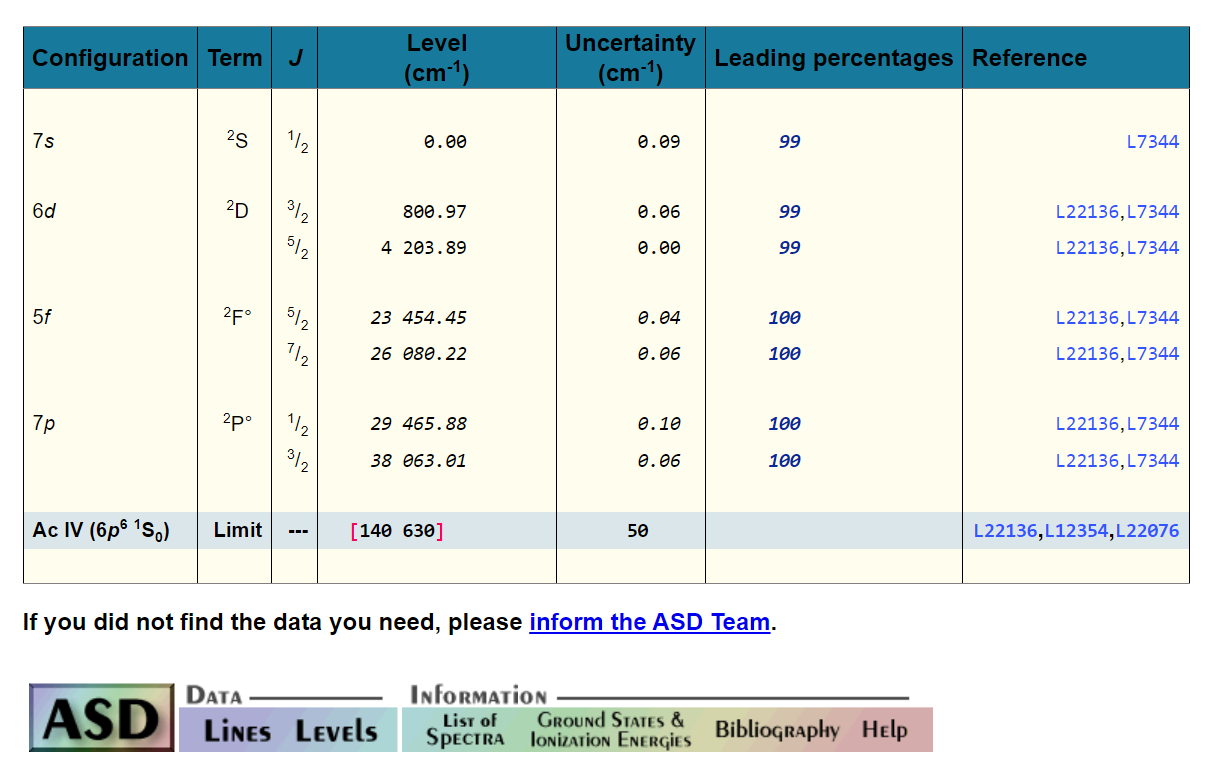 Configuration Term J Level (cm-1) Uncertainty (cm-1) Leading percentages Reference
7s 2S 1/2 0.00 0.09 99 L7344
6d 2D 3/2 800.97 0.06 99 L22136,L7344
5/2 4 203.89 0.00 99 L22136,L7344
5f 2F° 5/2 23 454.45 0.04 100 L22136,L7344
7/2 26 080.22 0.06 100 L22136,L7344
7p 2P° 1/2 29 465.88 0.10 100 L22136,L7344
3/2 38 063.01 0.06 100 L22136,L7344
Ac IV (6p6 1S0) Limit --- [140 630] 50 L22136,L12354,L22076
If you did not find the data you need, please inform the ASD Team.
ASD
Data
Lines Levels
Information
List of Spectra
Ground States & Ionization Energies
Bibliography
Help